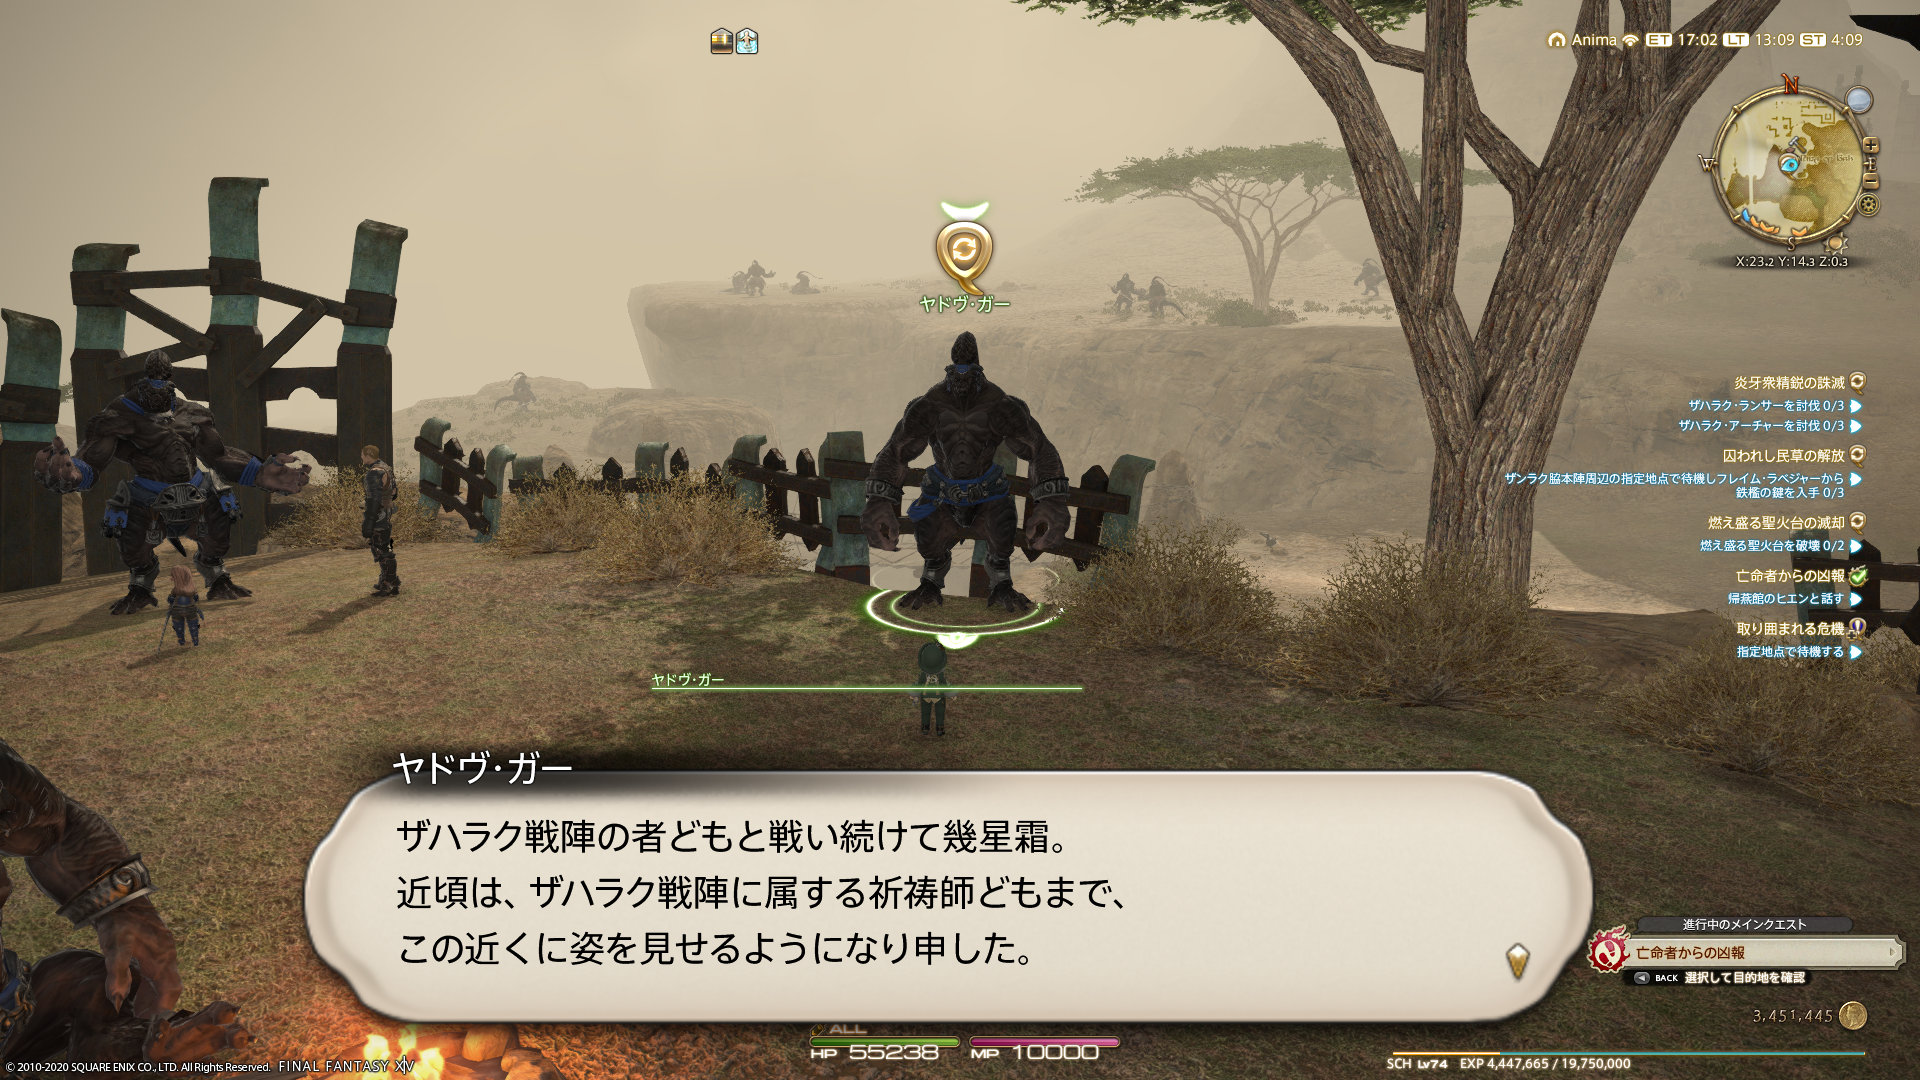 Anima ET 17:02 LT 13:09 ST 4:09
N
W
E
S
X:23.2 Y:14.3 Z:0.3
ヤドヴ・ガー
炎牙衆精鋭の誅滅
ザハラク・ランサーを討伐 0/3
ザハラク・アーチャーを討伐 0/3
囚われし民草の解放
ザンラク脇本陣周辺の指定地点で待機しフレイム・ラベジャーから
鉄檻の鍵を入手 0/3
燃え盛る聖火台の滅却
燃え盛る聖火台を破壊 0/2
亡命者からの凶報
帰燕館のヒエンと話す
取り囲まれる危機
指定地点で待機する
ヤドヴ・ガー
ヤドヴ・ガー
ザハラク戦陣の者どもと戦い続けて幾星霜。
近頃は、ザハラク戦陣に属する祈祷師どもまで、
この近くに姿を見せるようになり申した。
進行中のメインクエスト
亡命者からの凶報
BACK 選択して目的地を確認
3,451,445
ALL
HP 55238 MP 10000
SCH Lv74 EXP 4,447,665 / 19,750,000
© 2010-2020 SQUARE ENIX CO., LTD. All Rights Reserved. FINAL FANTASY XIV